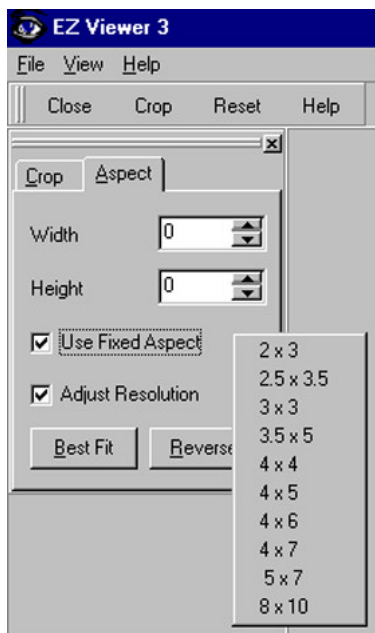 EZ Viewer 3
File View Help
Close Crop Reset Help
Crop Aspect
Width 0
Height 0
Use Fixed Aspect
Adjust Resolution
Best Fit Reverse
2 x 3
2.5 x 3.5
3 x 3
3.5 x 5
4 x 4
4 x 5
4 x 6
4 x 7
5 x 7
8 x 10